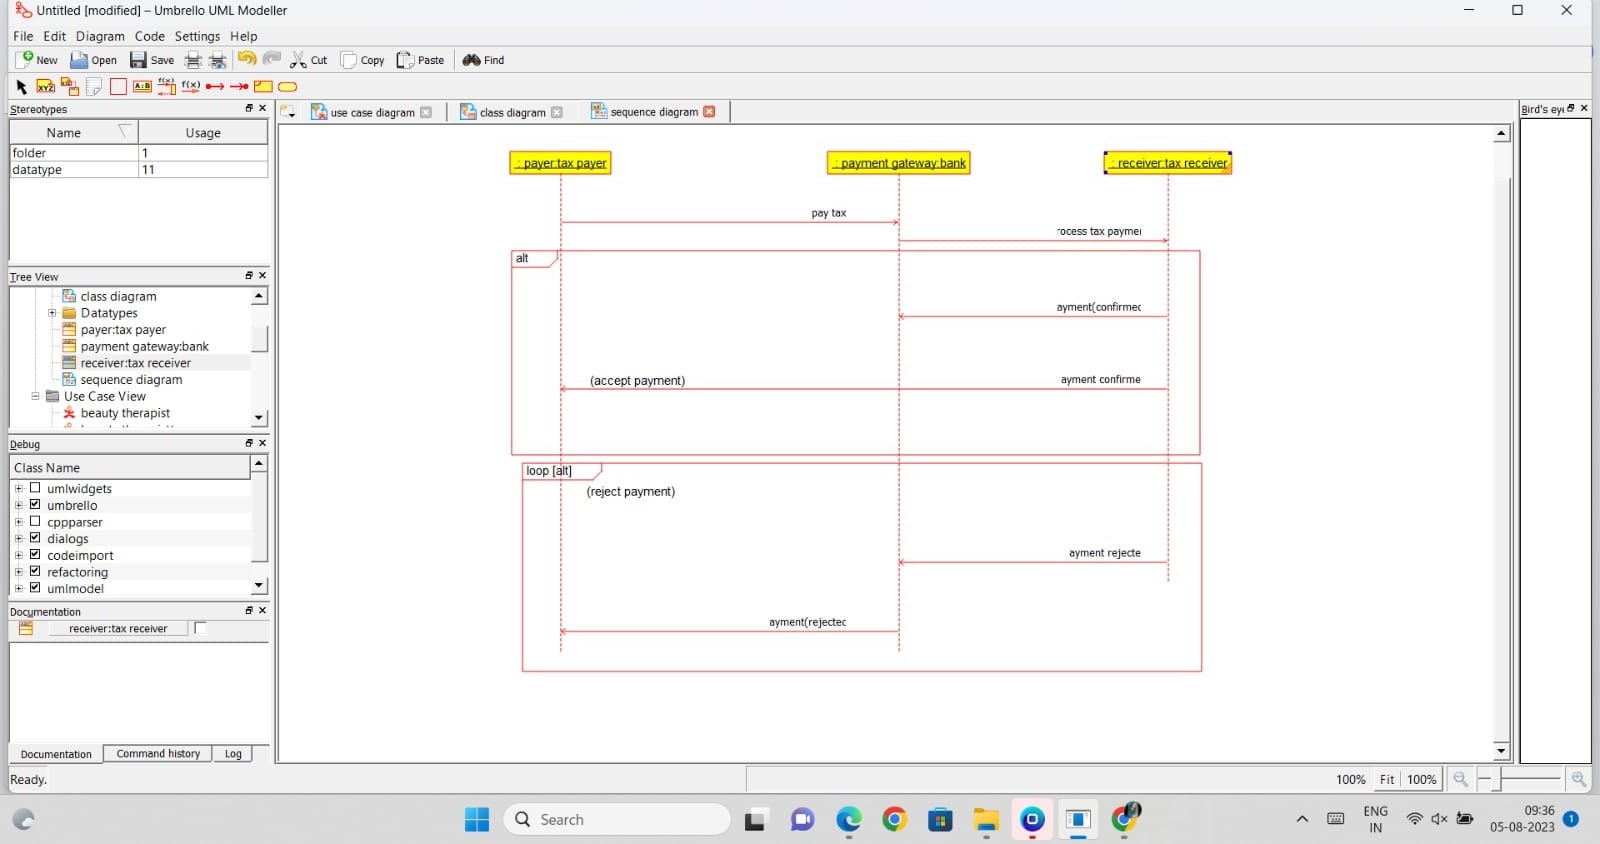 Untitled [modified] – Umbrello UML Modeller
File Edit Diagram Code Settings Help
New Open Save Cut Copy Paste Find
XYZ A:B f(x) f(x)
Stereotypes
Name Usage
folder 1
datatype 11
Tree View
class diagram
Datatypes
payer:tax payer
payment gateway:bank
receiver:tax receiver
sequence diagram
Use Case View
beauty therapist
Debug
Class Name
umlwidgets
umbrello
cppparser
dialogs
codeimport
refactoring
umlmodel
Documentation
receiver:tax receiver
Documentation Command history Log
Ready.
use case diagram class diagram sequence diagram
Bird's eye
: payer:tax payer : payment gateway:bank : receiver:tax receiver
pay tax
rocess tax paymei
alt
ayment(confirmec
(accept payment) ayment confirme
loop [alt]
(reject payment)
ayment rejecte
ayment(rejectec
100% Fit 100%
Search
ENG
IN
09:36
05-08-2023
1